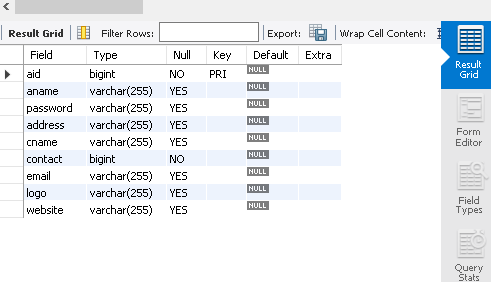 Result Grid Filter Rows: Export: Wrap Cell Content:
Field Type Null Key Default Extra
aid bigint NO PRI NULL
aname varchar(255) YES NULL
password varchar(255) YES NULL
address varchar(255) YES NULL
cname varchar(255) YES NULL
contact bigint NO NULL
email varchar(255) YES NULL
logo varchar(255) YES NULL
website varchar(255) YES NULL
Result
Grid
Form
Editor
Field
Types
Query
Stats